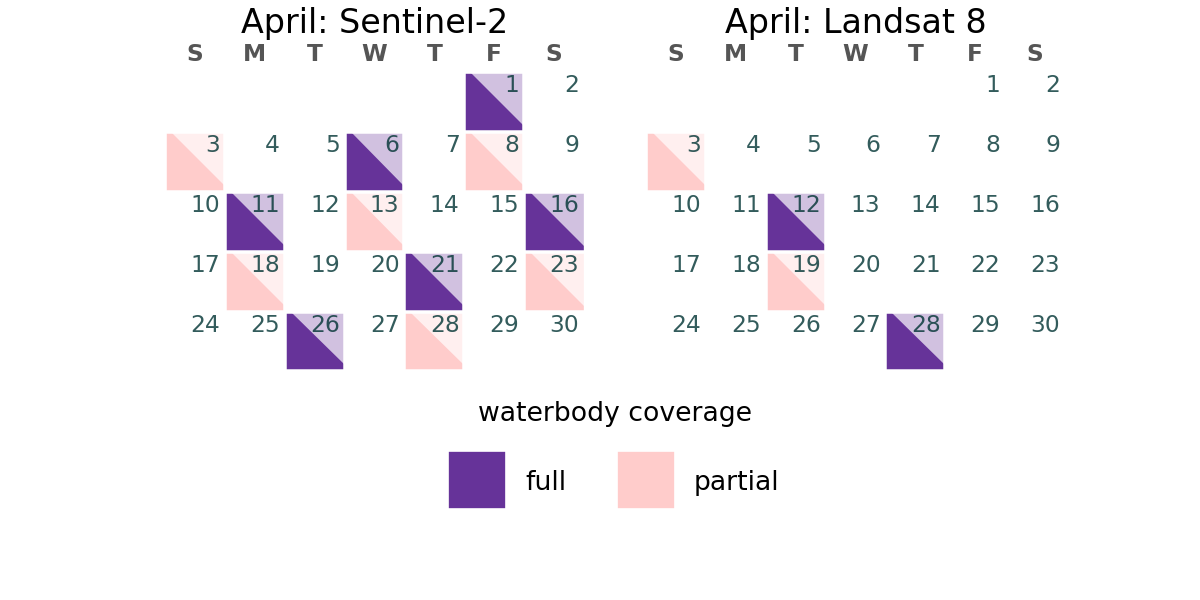 April: Sentinel-2
S M T W T F S
1 2
3 4 5 6 7 8 9
10 11 12 13 14 15 16
17 18 19 20 21 22 23
24 25 26 27 28 29 30
April: Landsat 8
S M T W T F S
1 2
3 4 5 6 7 8 9
10 11 12 13 14 15 16
17 18 19 20 21 22 23
24 25 26 27 28 29 30
waterbody coverage
full
partial